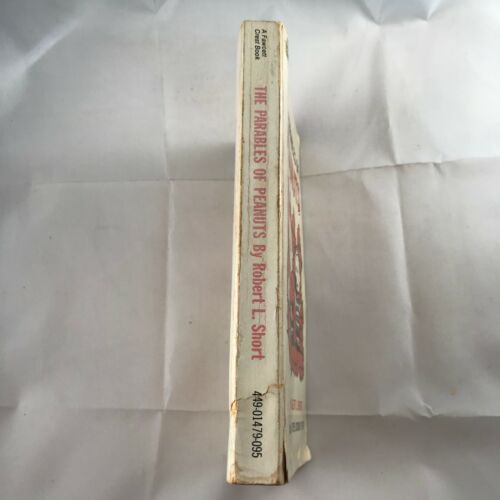 A Fawcett
Crest Book
THE PARABLES OF PEANUTS By Robert L. Short
449-01479-095